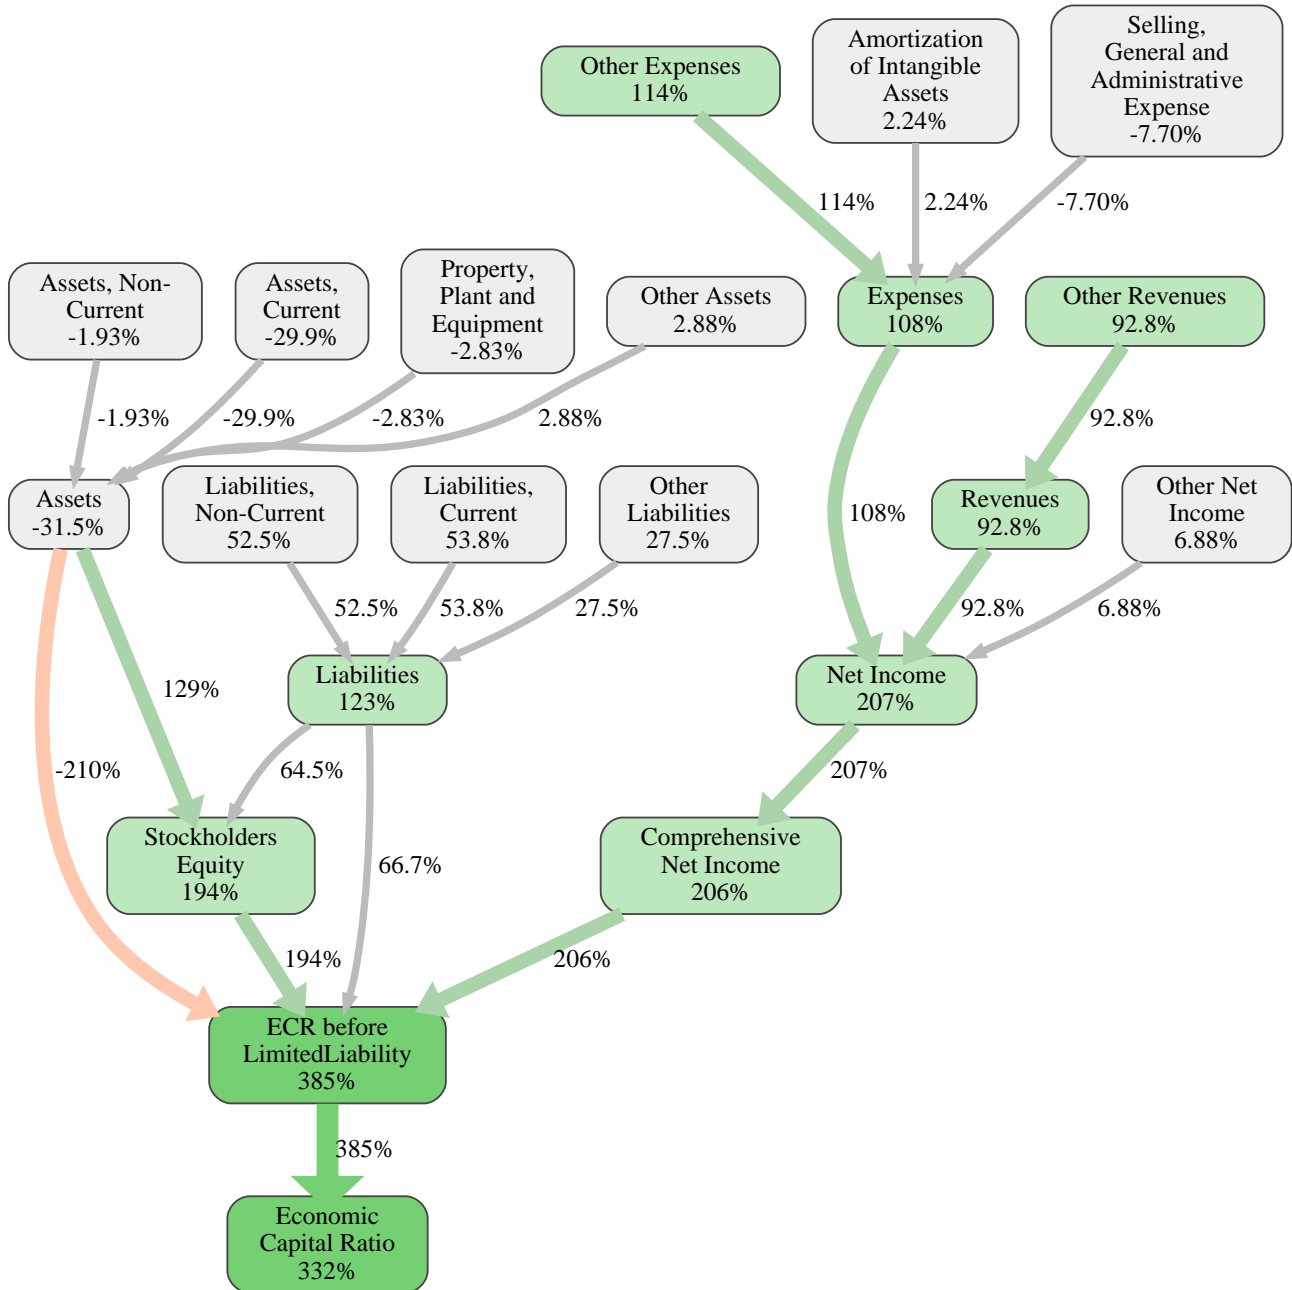 Other Expenses
114%
Amortization
of Intangible
Assets
2.24%
Selling,
General and
Administrative
Expense
-7.70%
114%
2.24%
-7.70%
Assets, Non-
Current
-1.93%
Assets,
Current
-29.9%
Property,
Plant and
Equipment
-2.83%
Other Assets
2.88%
Expenses
108%
Other Revenues
92.8%
-1.93%
-29.9%
-2.83%
2.88%
92.8%
Assets
-31.5%
Liabilities,
Non-Current
52.5%
Liabilities,
Current
53.8%
Other
Liabilities
27.5%
108%
Revenues
92.8%
Other Net
Income
6.88%
52.5%
53.8%
27.5%
92.8%
6.88%
129%
Liabilities
123%
Net Income
207%
-210%
64.5%
207%
Stockholders
Equity
194%
66.7%
Comprehensive
Net Income
206%
194%
206%
ECR before
LimitedLiability
385%
385%
Economic
Capital Ratio
332%